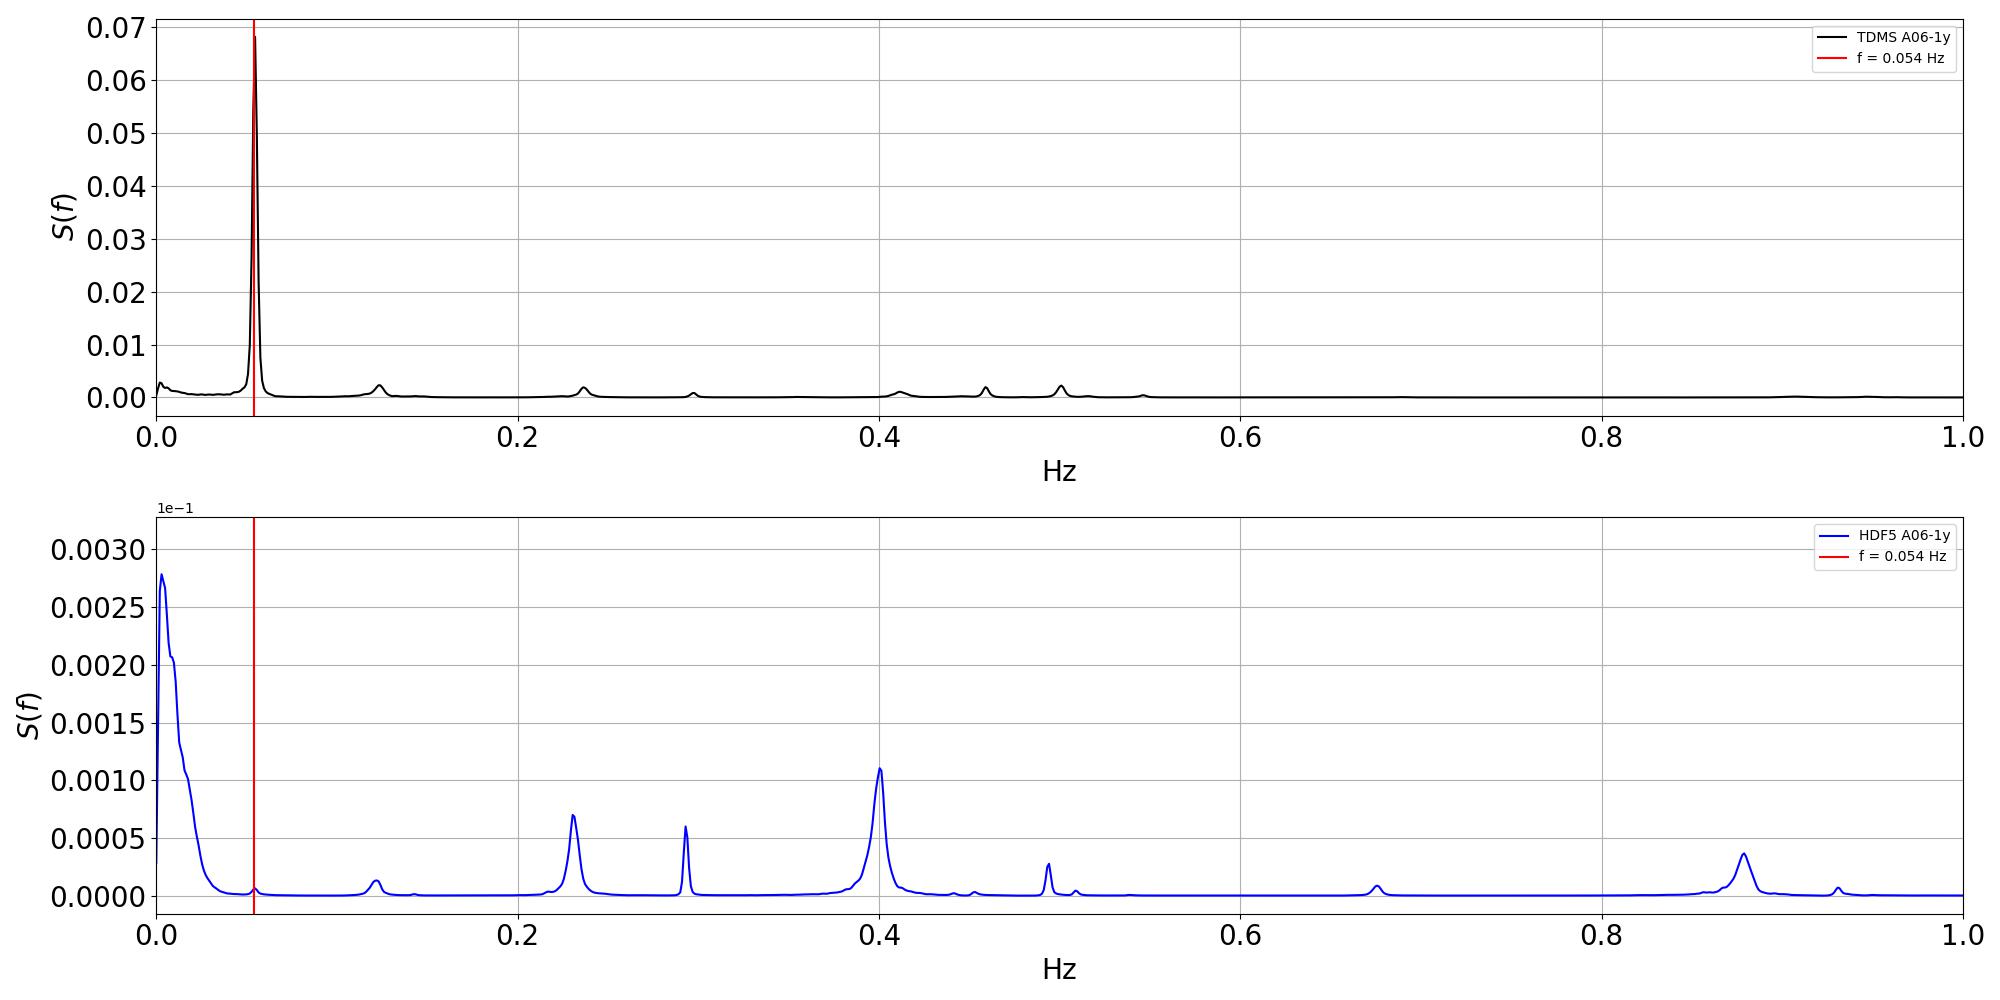 0.07
0.06
0.05
0.04
0.03
0.02
0.01
0.00
S(f)
TDMS A06-1y
f = 0.054 Hz
0.0 0.2 0.4 0.6 0.8 1.0
Hz
1e−1
0.0030
0.0025
0.0020
0.0015
0.0010
0.0005
0.0000
S(f)
HDF5 A06-1y
f = 0.054 Hz
0.0 0.2 0.4 0.6 0.8 1.0
Hz